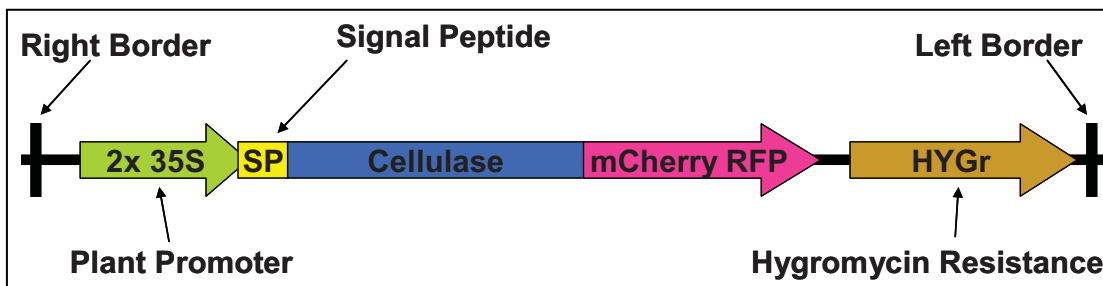 Right Border
Signal Peptide
Left Border
2x 35S
SP
Cellulase
mCherry RFP
HYGr
Plant Promoter
Hygromycin Resistance